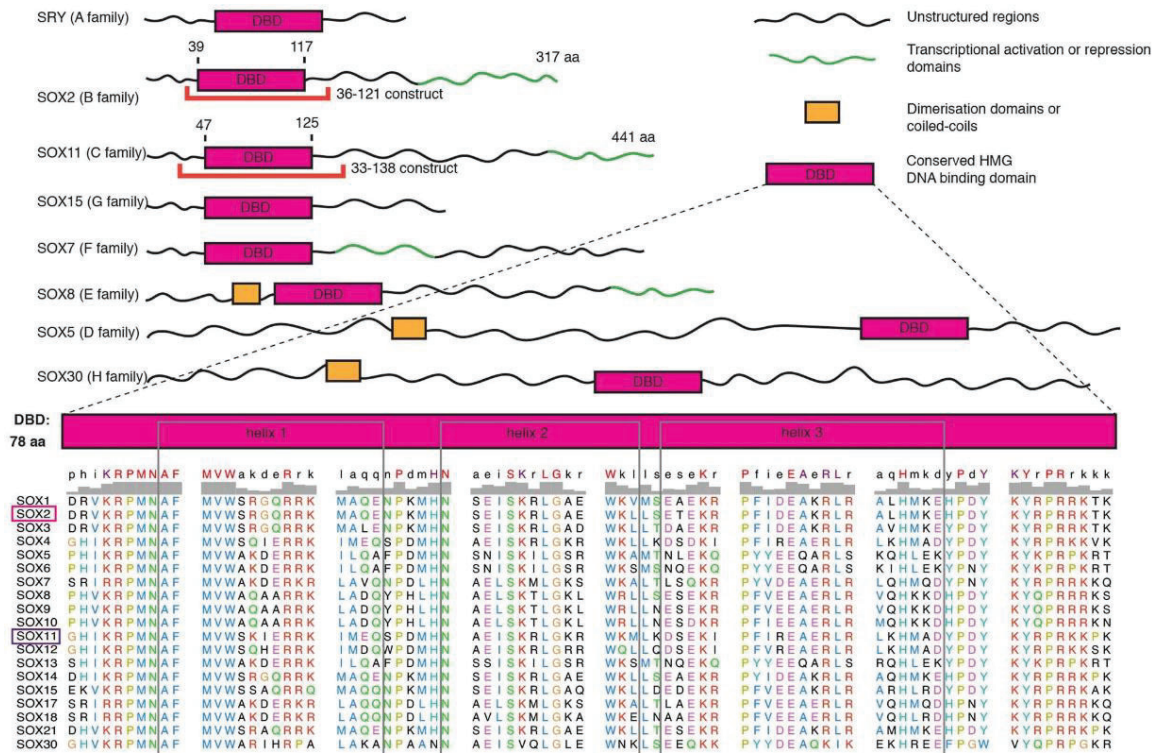 SRY (A family)
DBD
39
117
317 aa
DBD
SOX2 (B family)
36-121 construct
47
125
441 aa
SOX11 (C family)
DBD
33-138 construct
SOX15 (G family)
DBD
SOX7 (F family)
DBD
SOX8 (E family)
DBD
SOX5 (D family)
DBD
SOX30 (H family)
DBD
Unstructured regions
Transcriptional activation or repression
domains
Dimerisation domains or
coiled-coils
DBD
Conserved HMG
DNA binding domain
DBD:
78 aa
helix 1
helix 2
helix 3
phiKRPMNAF MVWakdeRrk laqqnPdmHN aeiSKrLGkr WkllseseKr PfieEAeRLr aqHmkdyPdY KYRPRrkkk
SOX1 DRVKRPMNAF MVWSRGQRRK MAQENPKMHN SEISKRLGAE WKVMSEAEKR PFIDEAKRLR ALHMKEHPDY KYRPRRKTK
SOX2 DRVKRPMNAF MVWSRGQRRK MAQENPKMHN SEISKRLGAE WKLLSETEKR PFIDEAKRLR ALHMKEHPDY KYRPRRKTK
SOX3 DRVKRPMNAF MVWSRGQRRK MALENPKMHN SEISKRLGAD WKLLTDAEKR PFIDEAKRLR AVHMKEYPDY KYRPRRKTK
SOX4 GHIKRPMNAF MVWSQIERRK IMEQSPDMHN AEISKRLGKR WKLLKDSDKI PFIREAERLR LKHMADYPDY KYRPRKKVK
SOX5 PHIKRPMNAF MVWAKDERRK ILQAFPDMHN SNISKILGSR WKAMTNLEKQ PYYEEQARLS KQHLEKYPDY KYKPRPKRT
SOX6 PHIKRPMNAF MVWAKDERRK ILQAFPDMHN SNISKILGSR WKSMSNQEKQ PYYEEQARLS KIHLEKYPNY KYKPRPKRT
SOX7 SRIRRPMNAF MVWAKDERKR LAVQNPDLHN AELSKMLGKS WKALTLSQKR PYVDEAERLR LQHMQDYPNY KYRPRRKKQ
SOX8 PHVKRPMNAF MVWAQAARRK LADQYPHLHN AELSKTLGKL WRLLSESEKR PFVEEAERLR VQHKKDHPDY KYQPRRRKS
SOX9 PHVKRPMNAF MVWAQAARRK LADQYPHLHN AELSKTLGKL WRLLNESEKR PFVEEAERLR VQHKKDHPDY KYQPRRRKS
SOX10 PHVKRPMNAF MVWAQAARRK LADQYPHLHN AELSKTLGKL WRLLNESDKR PFIEEAERLR MQHKKDHPDY KYQPRRRKN
SOX11 GHIKRPMNAF MVWSKIERRK IMEQSPDMHN AEISKRLGKR WKMLKDSEKI PFIREAERLR LKHMADYPDY KYRPRKKPK
SOX12 GHIKRPMNAF MVWSQHERRK IMDQWPDMHN AEISKRLGRR WQLLQDSEKI PFVREAERLR LKHMADYPDY KYRPRKKSK
SOX13 SHIKRPMNAF MVWAKDERRK ILQAFPDMHN SSISKILGSR WKSMTNQEKQ PYYEEQARLS RQHLEKYPDY KYKPRPKRT
SOX14 DHIKRPMNAF MVWSRGQRRK MAQENPKMHN SEISKRLGAE WKLLSEAEKR PYIDEAKRLR AQHMKEHPDY KYRPRRKPK
SOX15 EKVKRPMNAF MVWSSAQRRQ MAQQNPKMHN SEISKRLGAQ WKLLDEDEKR PFVEEAKRLR ARHLRDYPDY KYRPRRKAK
SOX17 SRIRRPMNAF MVWAKDERKR LAQQNPDLHN AELSKMLGKS WKALTLAEKR PFVEEAERLR VQHMQDHPNY KYRPRRRKQ
SOX18 SRIRRPMNAF MVWAKDERKR LAQQNPDLHN AVLSKMLGKA WKELNAAEKR PFVEEAERLR VQHLRDHPNY KYRPRRKKQ
SOX21 DHVKRPMNAF MVWSRAQRRK MAQENPKMHN SEISKRLGAE WKLLTESEKR PFIDEAKRLR AMHMKEHPDY KYRPRRKPK
SOX30 GHVKRPMNAF MVWARIHRPA LAKANPAANN AEISVQLGLE WNKLSEEQKK PYYDEAQKIK EKHREEFPGY VYQPRPGKR